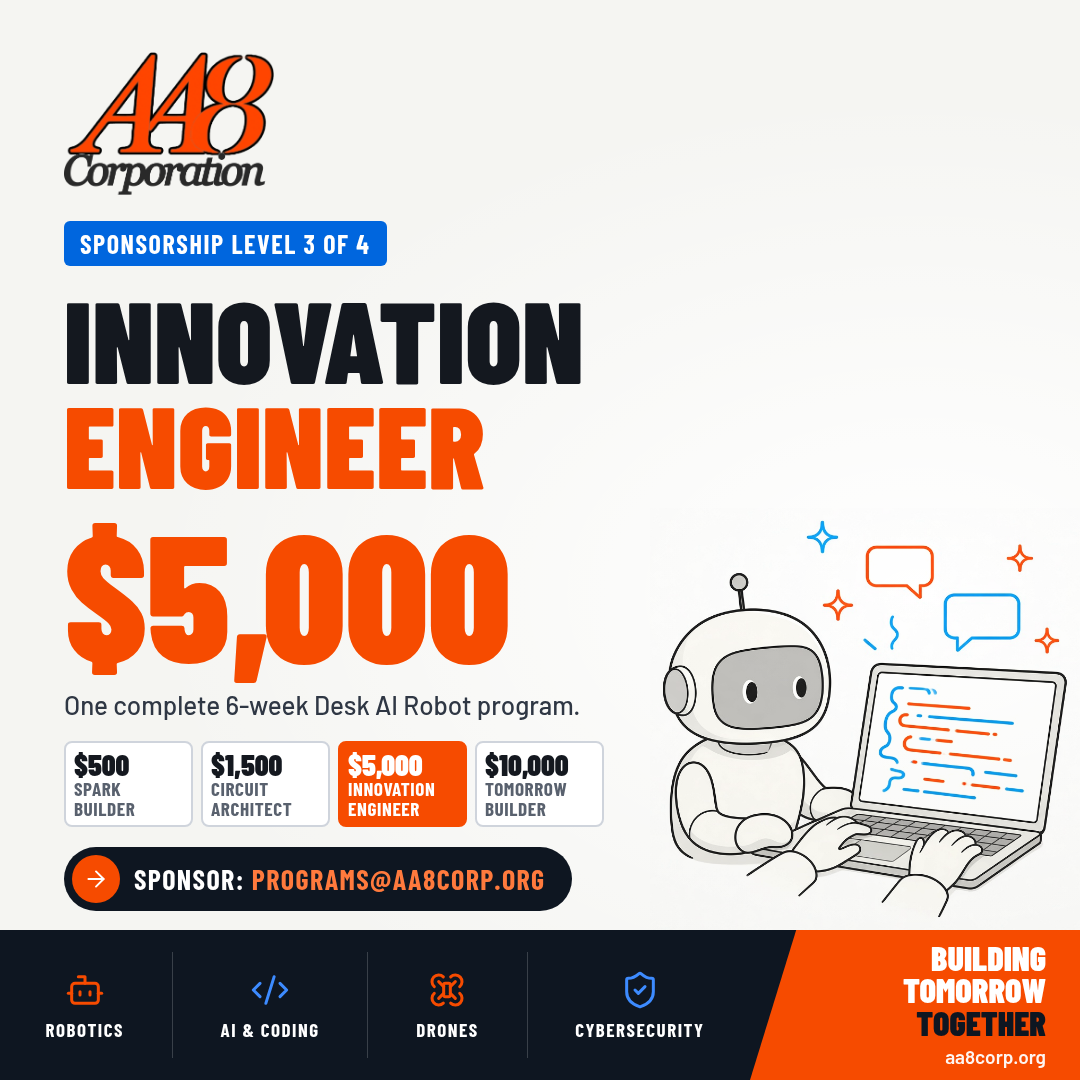 AA8
Corporation
SPONSORSHIP LEVEL 3 OF 4
INNOVATION
ENGINEER
$5,000
One complete 6-week Desk AI Robot program.
$500
SPARK
BUILDER
$1,500
CIRCUIT
ARCHITECT
$5,000
INNOVATION
ENGINEER
$10,000
TOMORROW
BUILDER
SPONSOR: PROGRAMS@AA8CORP.ORG
ROBOTICS
AI & CODING
DRONES
CYBERSECURITY
BUILDING
TOMORROW
TOGETHER
aa8corp.org